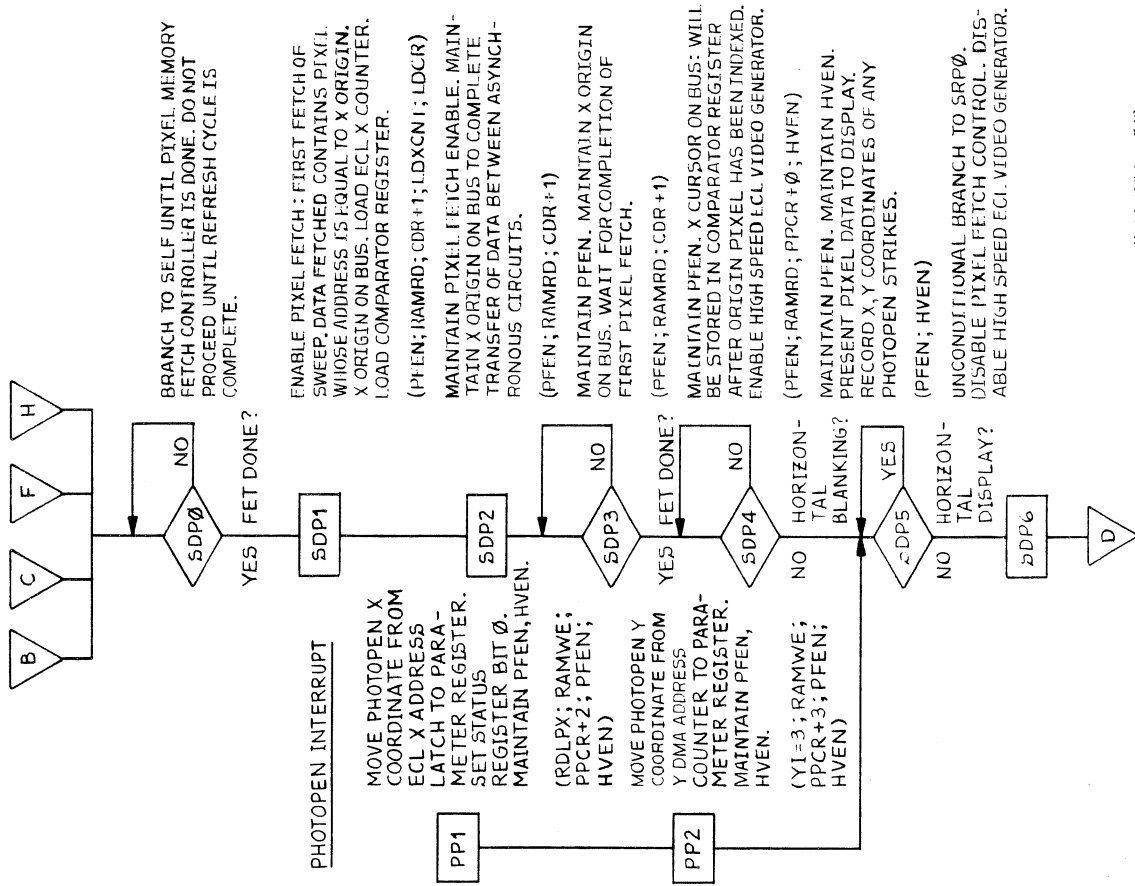 B
C
F
H
SDPØ
NO
YES FET DONE?
BRANCH TO SELF UNTIL PIXEL MEMORY
FETCH CONTROLLER IS DONE. DO NOT
PROCEED UNTIL REFRESH CYCLE IS
COMPLETE.
SDP1
ENABLE PIXEL FETCH: FIRST FETCH OF
SWEEP. DATA FETCHED CONTAINS PIXEL
WHOSE ADDRESS IS EQUAL TO X ORIGIN.
X ORIGIN ON BUS. LOAD ECL X COUNTER.
LOAD COMPARATOR REGISTER.
(PFEN; RAMRD; CDR+1; LDXCNT; LDCR)
SDP2
MAINTAIN PIXEL FETCH ENABLE. MAIN-
TAIN X ORIGIN ON BUS TO COMPLETE
TRANSFER OF DATA BETWEEN ASYNCH-
RONOUS CIRCUITS.
(PFEN; RAMRD; CDR+1)
SDP3
NO
YES FET DONE?
MAINTAIN PFEN. MAINTAIN X ORIGIN
ON BUS. WAIT FOR COMPLETION OF
FIRST PIXEL FETCH.
(PFEN; RAMRD; CDR+1)
SDP4
NO
NO HORIZON-
TAL
BLANKING?
MAINTAIN PFEN. X CURSOR ON BUS: WILL
BE STORED IN COMPARATOR REGISTER
AFTER ORIGIN PIXEL HAS BEEN INDEXED.
ENABLE HIGH SPEED ECL VIDEO GENERATOR.
(PFEN; RAMRD; PPCR+Ø; HVEN)
SDP5
YES
NO HORIZON-
TAL
DISPLAY?
MAINTAIN PFEN. MAINTAIN HVEN.
PRESENT PIXEL DATA TO DISPLAY.
RECORD X, Y COORDINATES OF ANY
PHOTOPEN STRIKES.
(PFEN; HVEN)
SDP6
UNCONDITIONAL BRANCH TO SRPØ.
DISABLE PIXEL FETCH CONTROL. DIS-
ABLE HIGH SPEED ECL VIDEO GENERATOR.
D
PHOTOPEN INTERRUPT
PP1
MOVE PHOTOPEN X
COORDINATE FROM
ECL X ADDRESS
LATCH TO PARA-
METER REGISTER.
SET STATUS
REGISTER BIT Ø.
MAINTAIN PFEN, HVEN.
(RDLPX; RAMWE;
PPCR+2; PFEN;
HVEN)
PP2
MOVE PHOTOPEN Y
COORDINATE FROM
Y DMA ADDRESS
COUNTER TO PARA-
METER REGISTER.
MAINTAIN PFEN,
HVEN.
(YI=3; RAMWE;
PPCR+3; PFEN;
HVEN)